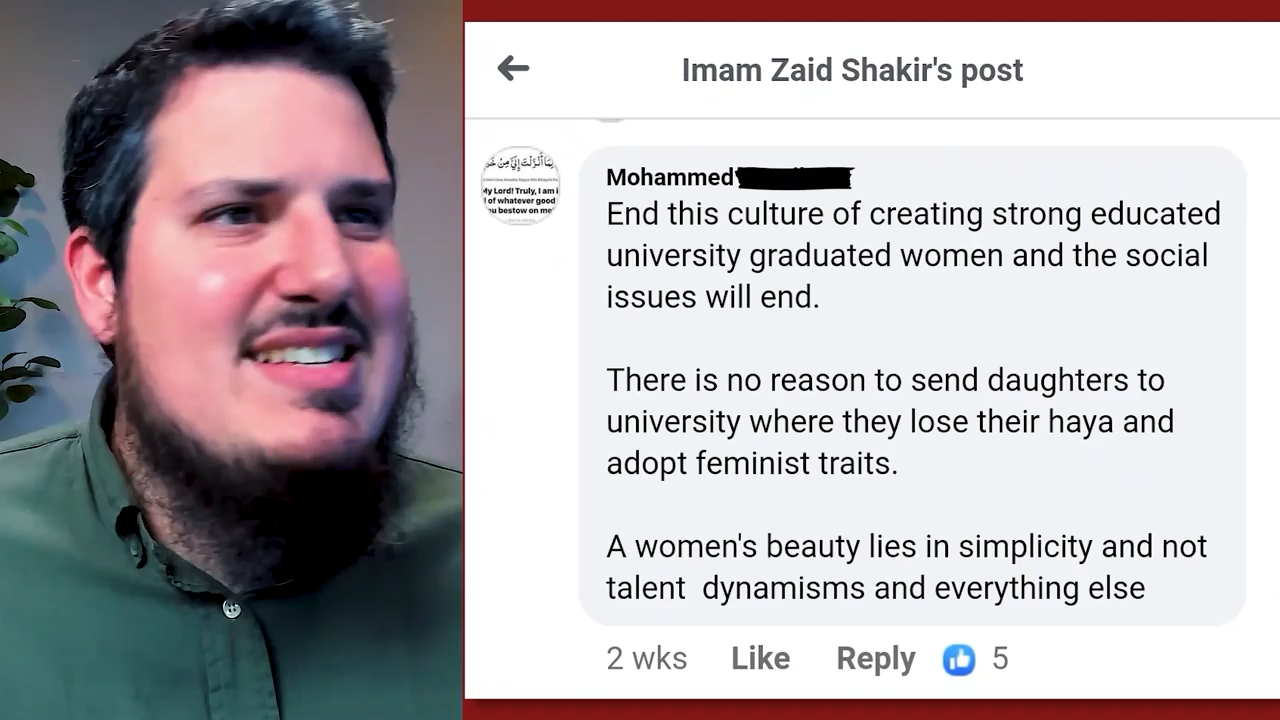 Imam Zaid Shakir's post
My Lord! Truly, I am i
of whatever good
u bestow on me
Mohammed
End this culture of creating strong educated
university graduated women and the social
issues will end.
There is no reason to send daughters to
university where they lose their haya and
adopt feminist traits.
A women's beauty lies in simplicity and not
talent dynamisms and everything else
2 wks Like Reply 5